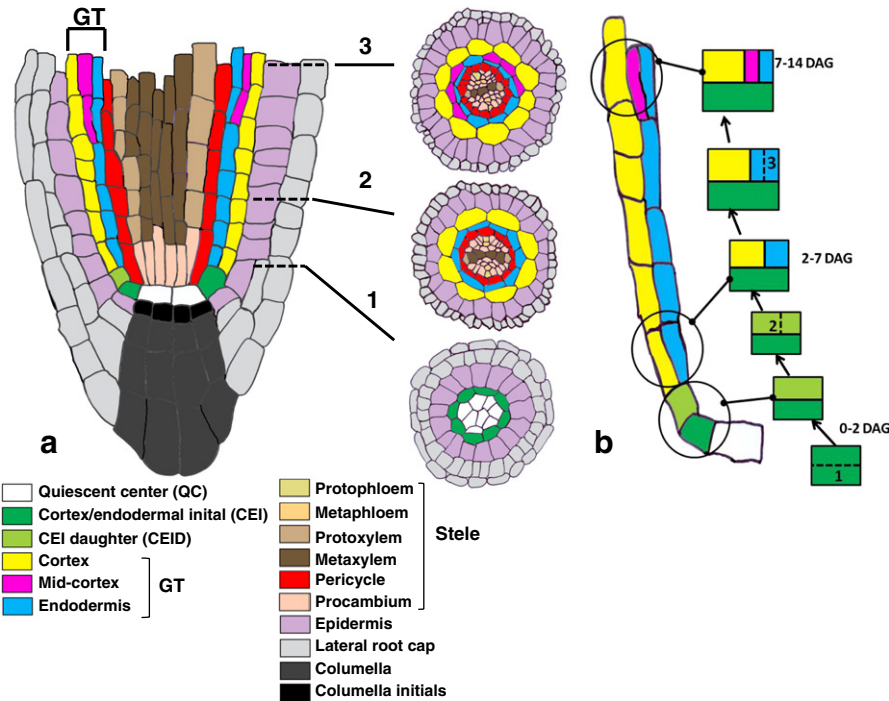 GT
3
2
1
a
7-14 DAG
3
2-7 DAG
2
0-2 DAG
1
b
Quiescent center (QC)
Cortex/endodermal inital (CEI)
CEI daughter (CEID)
Cortex
Mid-cortex
Endodermis
GT
Protophloem
Metaphloem
Protoxylem
Metaxylem
Pericycle
Procambium
Stele
Epidermis
Lateral root cap
Columella
Columella initials